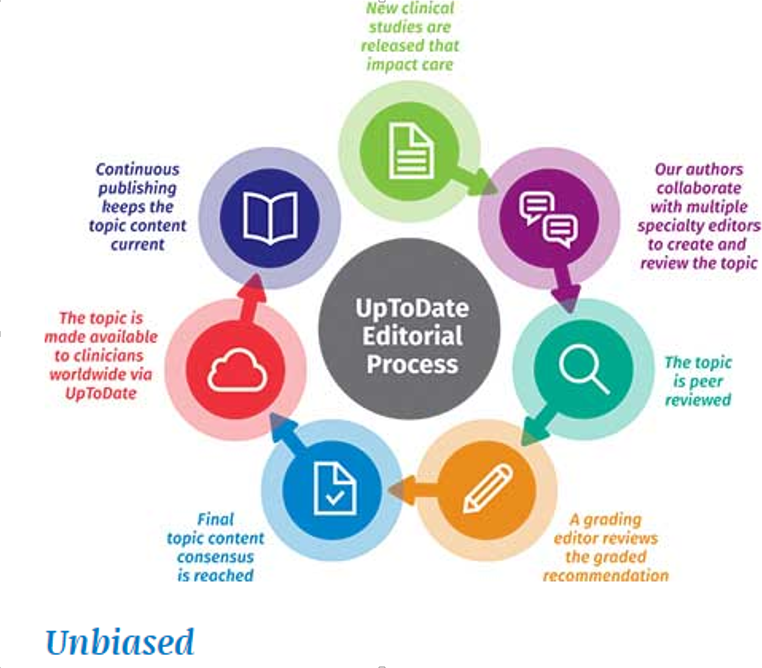 New clinical
studies are
released that
impact care
Our authors
collaborate
with multiple
specialty editors
to create and
review the topic
The topic
is peer
reviewed
A grading
editor reviews
the graded
recommendation
Final
topic content
consensus
is reached
The topic is
made available
to clinicians
worldwide via
UpToDate
Continuous
publishing
keeps the
topic content
current
UpToDate
Editorial
Process
Unbiased